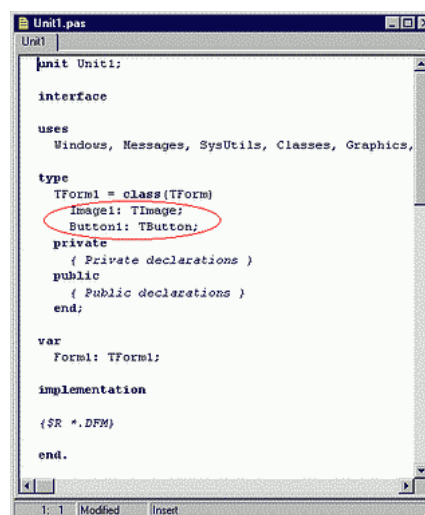 Unit1.pas
Unit1
unit Unit1;
interface
uses
Windows, Messages, SysUtils, Classes, Graphics,
type
TForm1 = class(TForm)
Image1: TImage;
Button1: TButton;
private
{ Private declarations }
public
{ Public declarations }
end;
var
Form1: TForm1;
implementation
{$R *.DFM}
end.
1: 1 Modified Insert